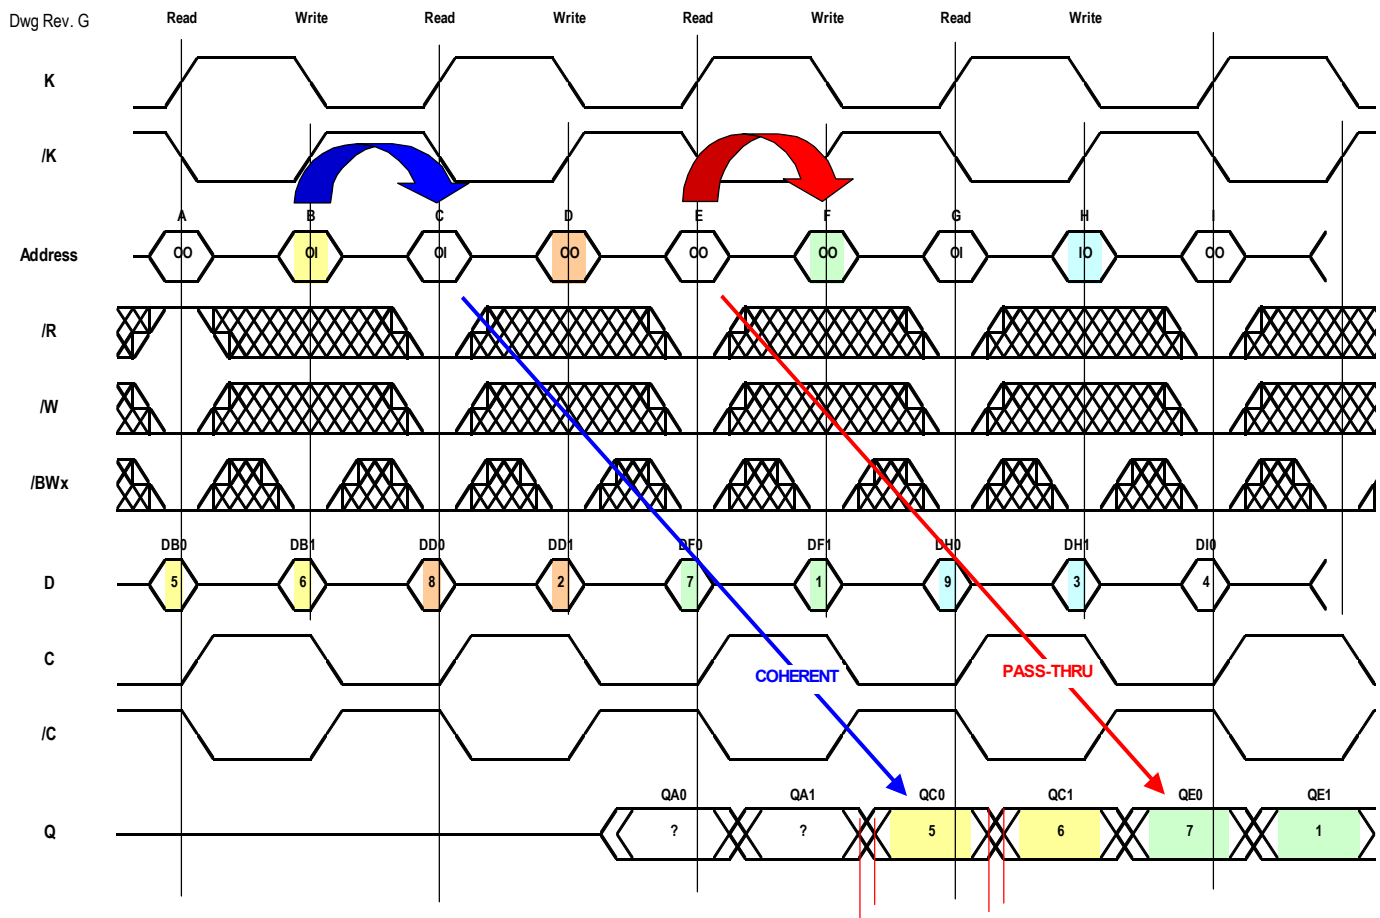 Dwg Rev. G
Read Write Read Write Read Write Read Write
K
/K
A B C D E F G H I
Address OO OI OI OO OO OO OI IO OO
/R
/W
/BWx
DB0 DB1 DD0 DD1 DF0 DF1 DH0 DH1 DI0
D 5 6 8 2 7 1 9 3 4
C
COHERENT PASS-THRU
/C
QA0 QA1 QC0 QC1 QE0 QE1
Q ? ? 5 6 7 1